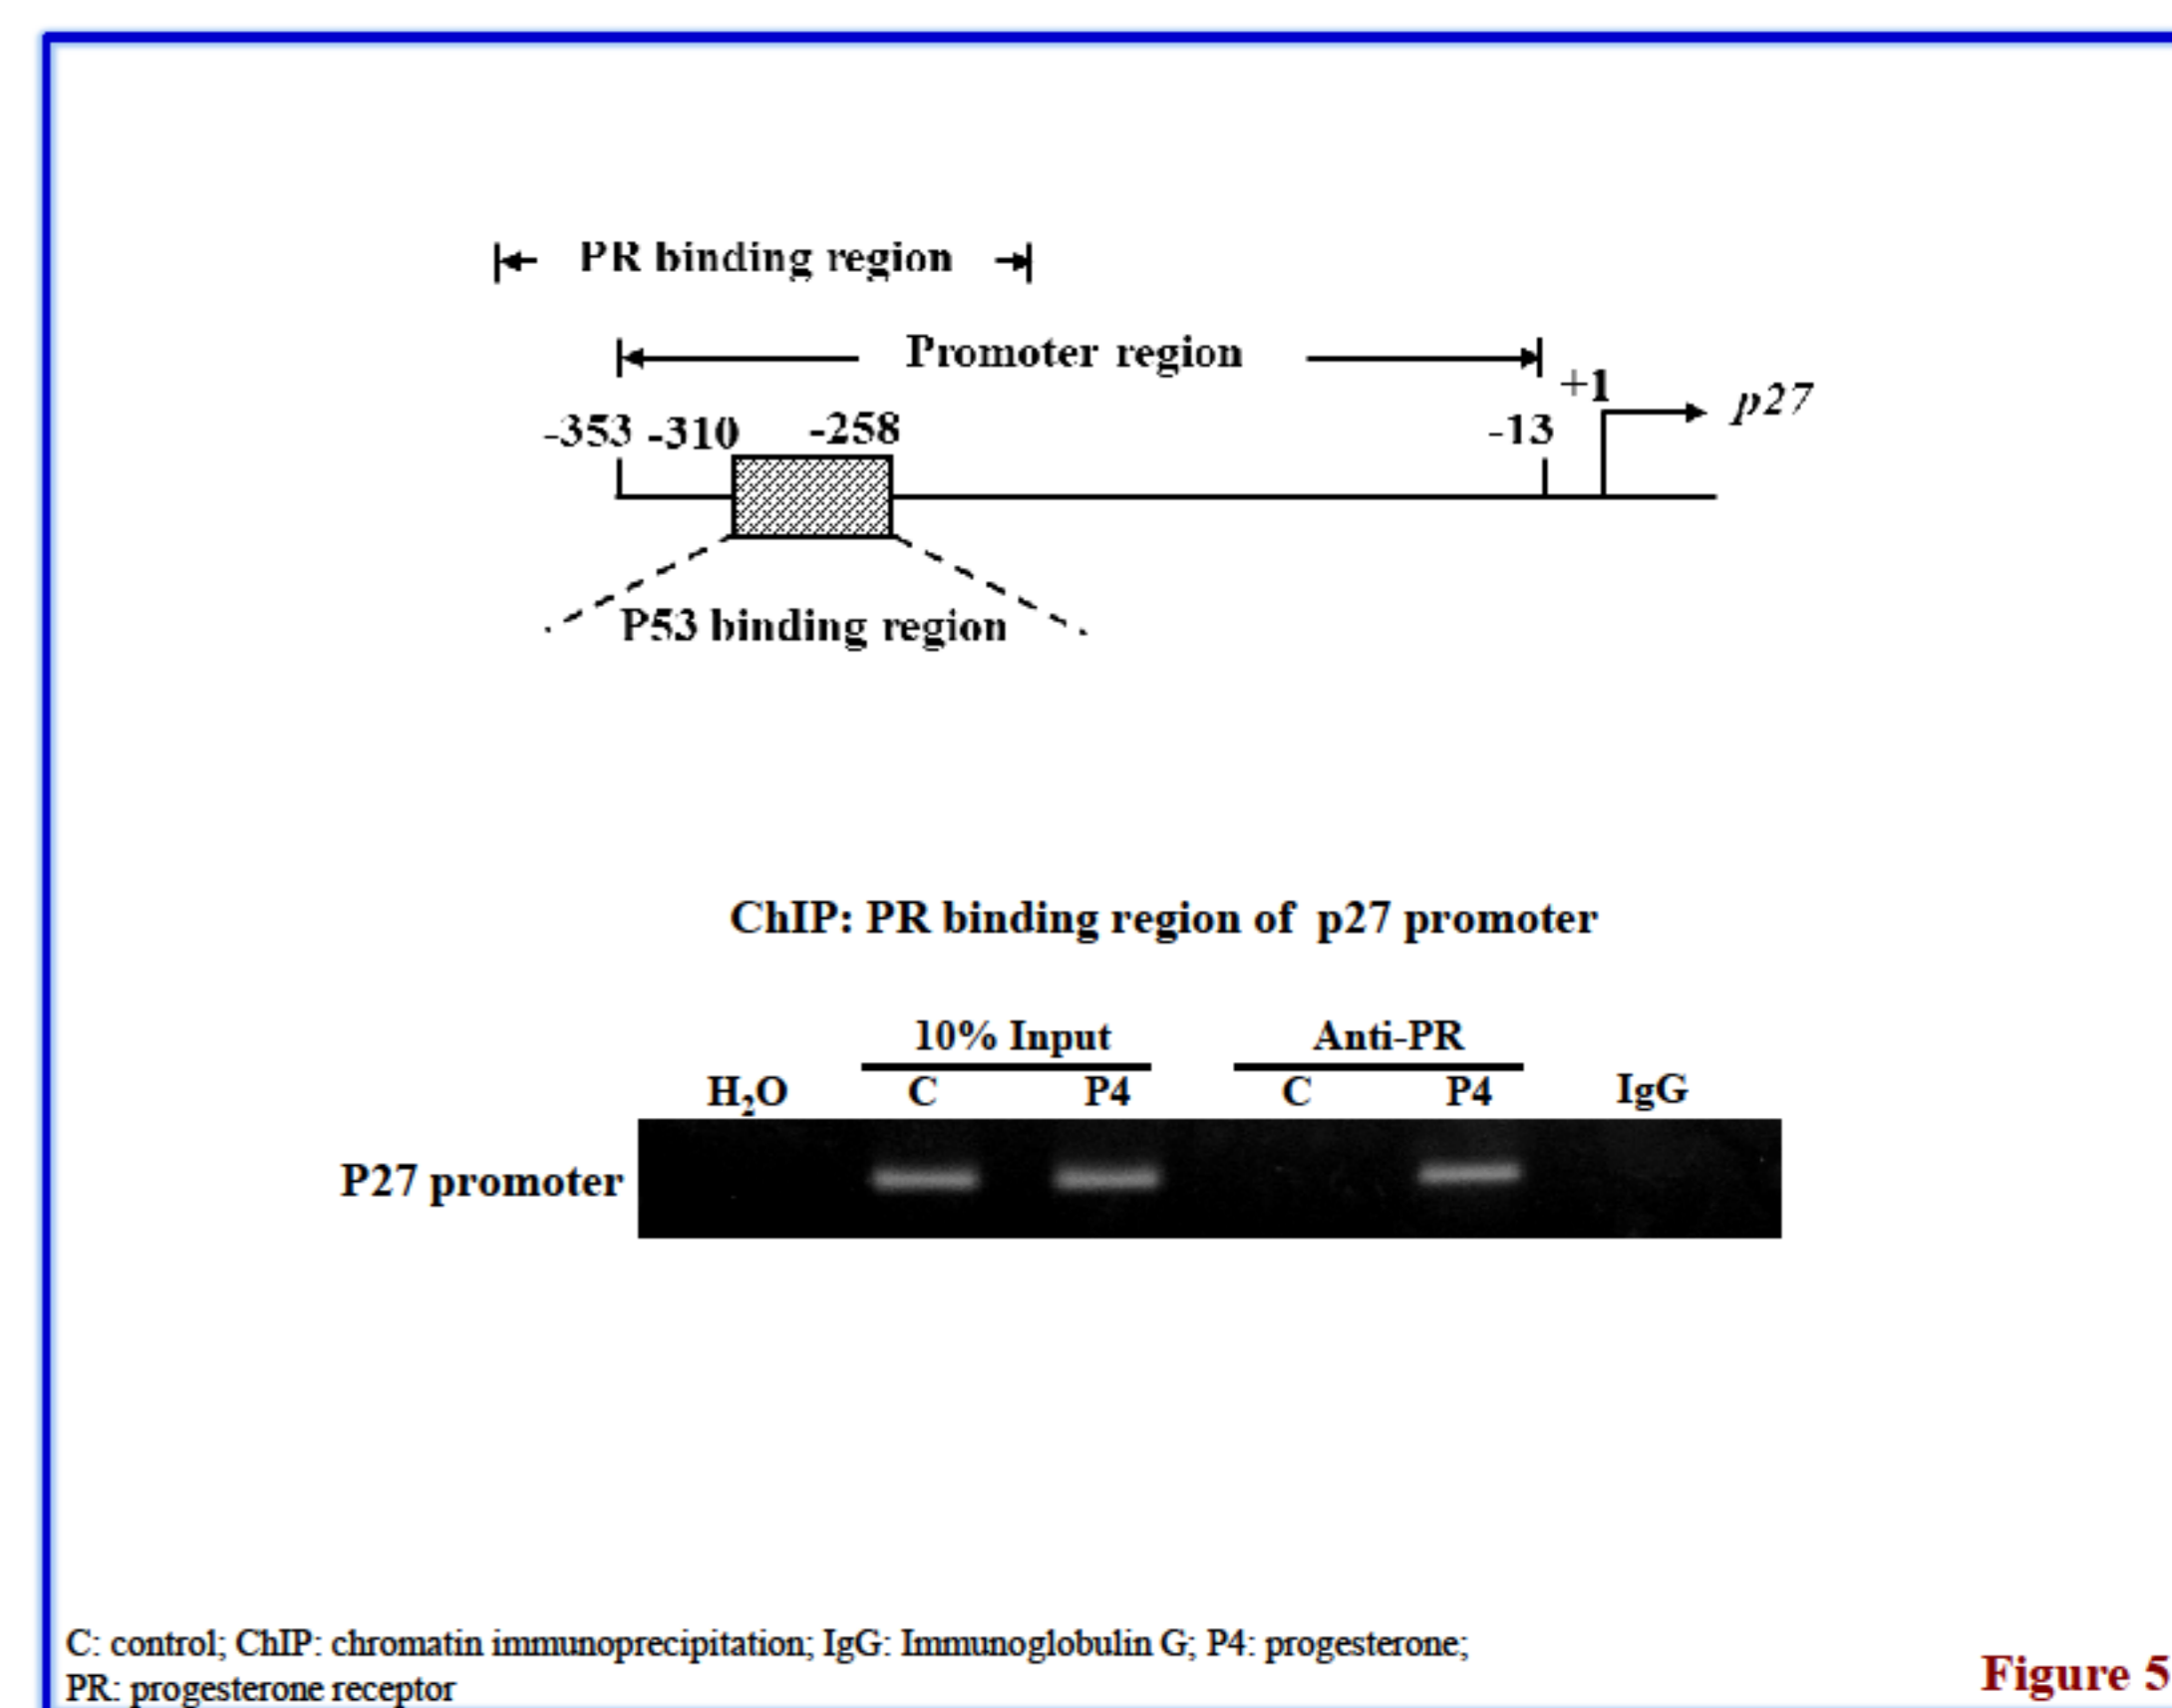 PR binding region
Promoter region
+1
p27
-353 -310 -258 -13
P53 binding region
ChIP: PR binding region of p27 promoter
10% Input Anti-PR
H₂O C P4 C P4 IgG
P27 promoter
C: control; ChIP: chromatin immunoprecipitation; IgG: Immunoglobulin G; P4: progesterone;
PR: progesterone receptor
Figure 5